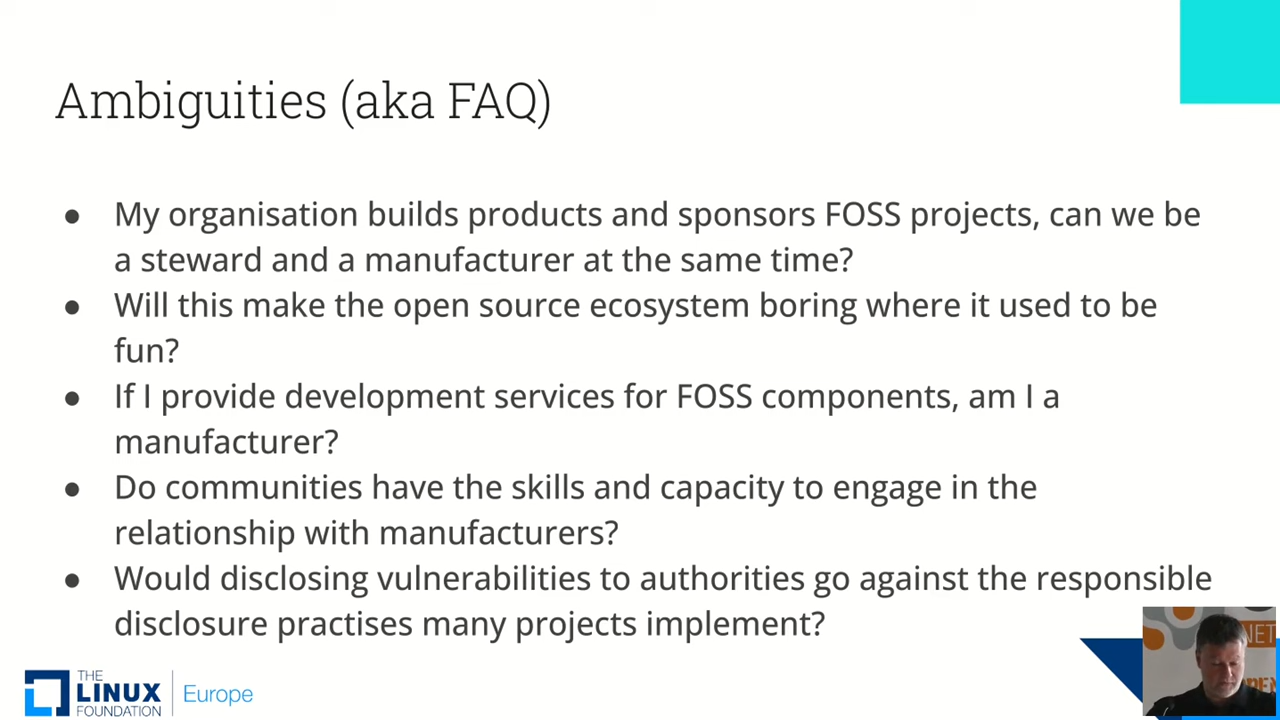 Ambiguities (aka FAQ)
● My organisation builds products and sponsors FOSS projects, can we be
a steward and a manufacturer at the same time?
● Will this make the open source ecosystem boring where it used to be
fun?
● If I provide development services for FOSS components, am I a
manufacturer?
● Do communities have the skills and capacity to engage in the
relationship with manufacturers?
● Would disclosing vulnerabilities to authorities go against the responsible
disclosure practises many projects implement?
THE
LINUX
FOUNDATION
Europe
NET